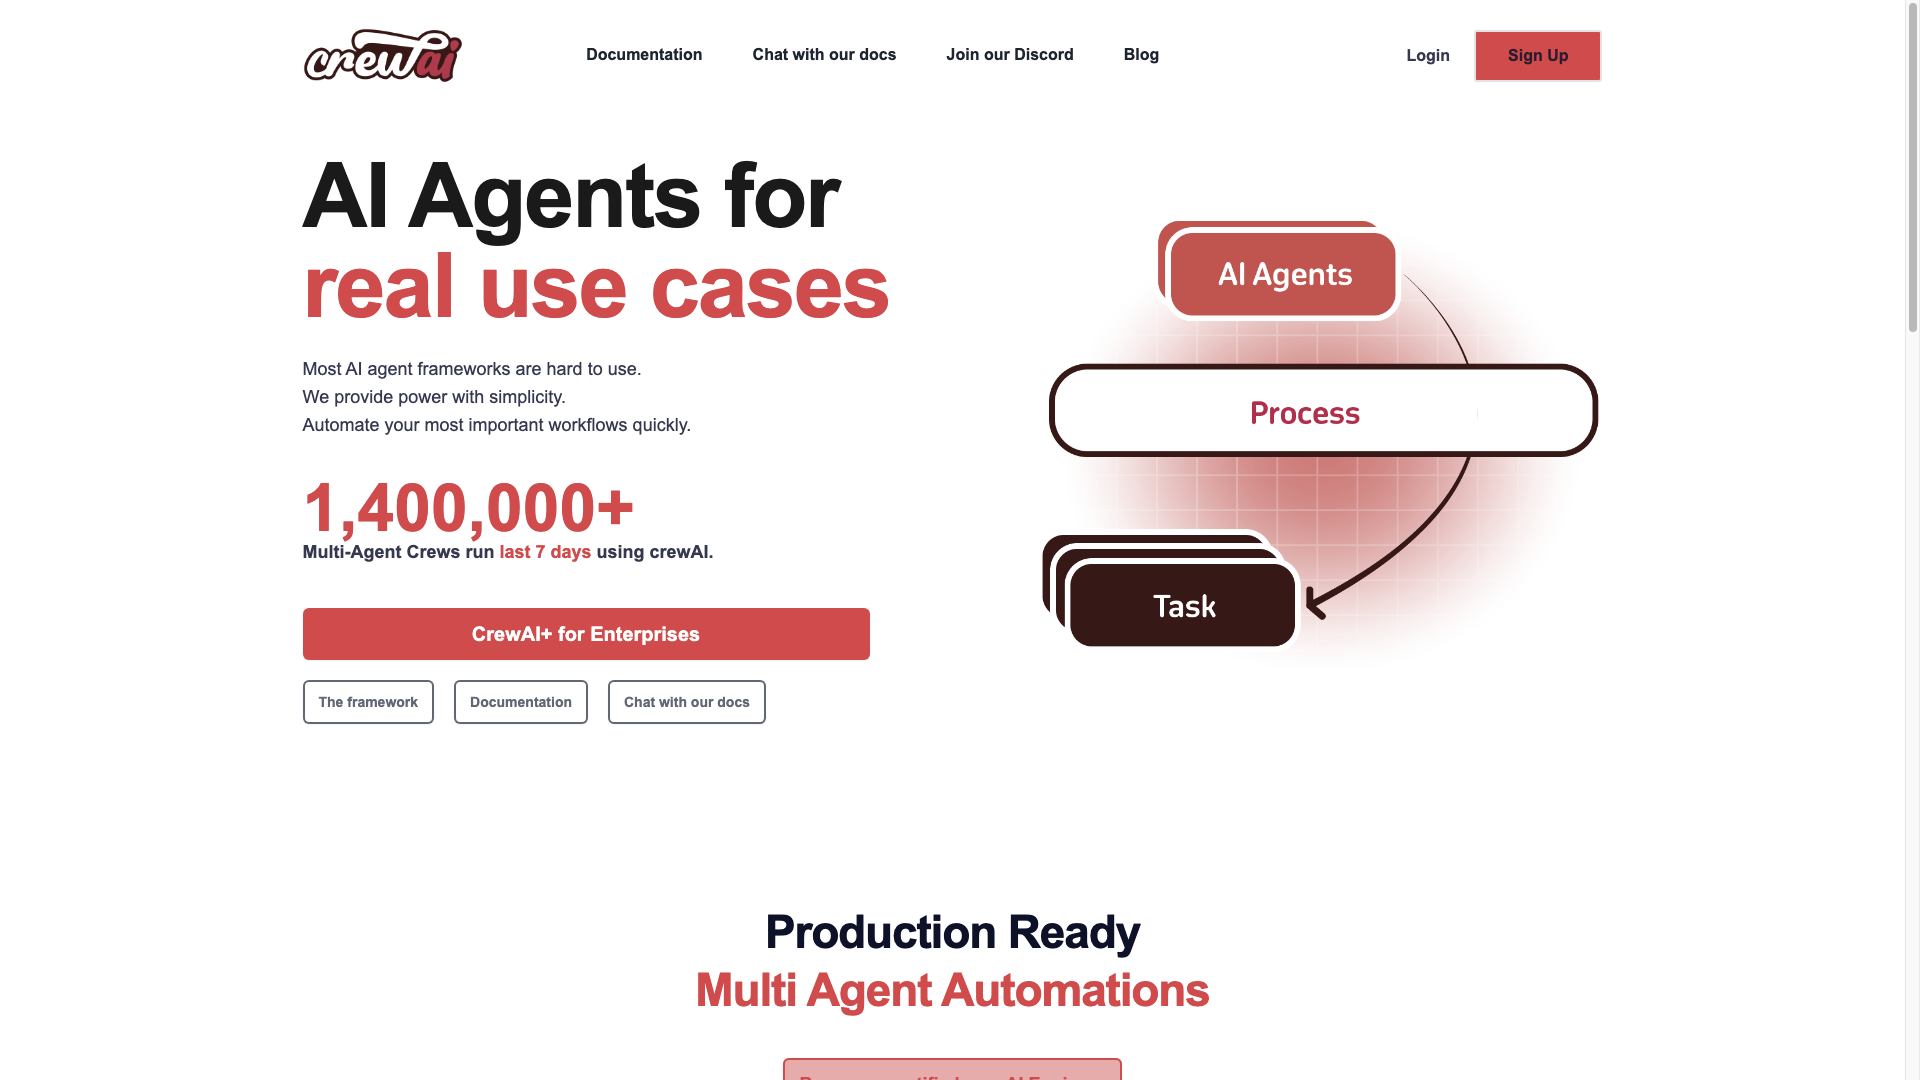 crewai
Documentation
Chat with our docs
Join our Discord
Blog
Login
Sign Up
AI Agents for
real use cases
Most AI agent frameworks are hard to use.
We provide power with simplicity.
Automate your most important workflows quickly.
1,400,000+
Multi-Agent Crews run last 7 days using crewAI.
CrewAI+ for Enterprises
The framework
Documentation
Chat with our docs
AI Agents
Process
Task
Production Ready
Multi Agent Automations